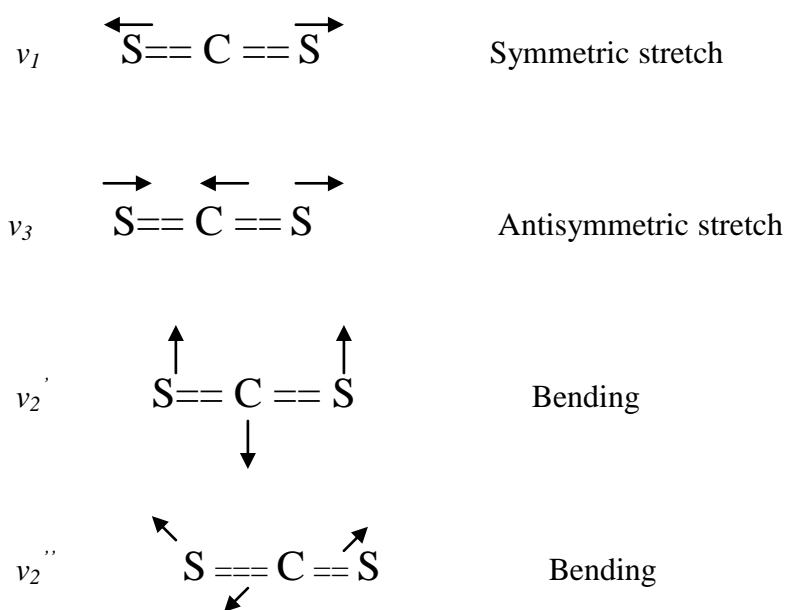 v1 S== C == S Symmetric stretch
v3 S== C == S Antisymmetric stretch
v2' S== C == S Bending
v2'' S === C == S Bending